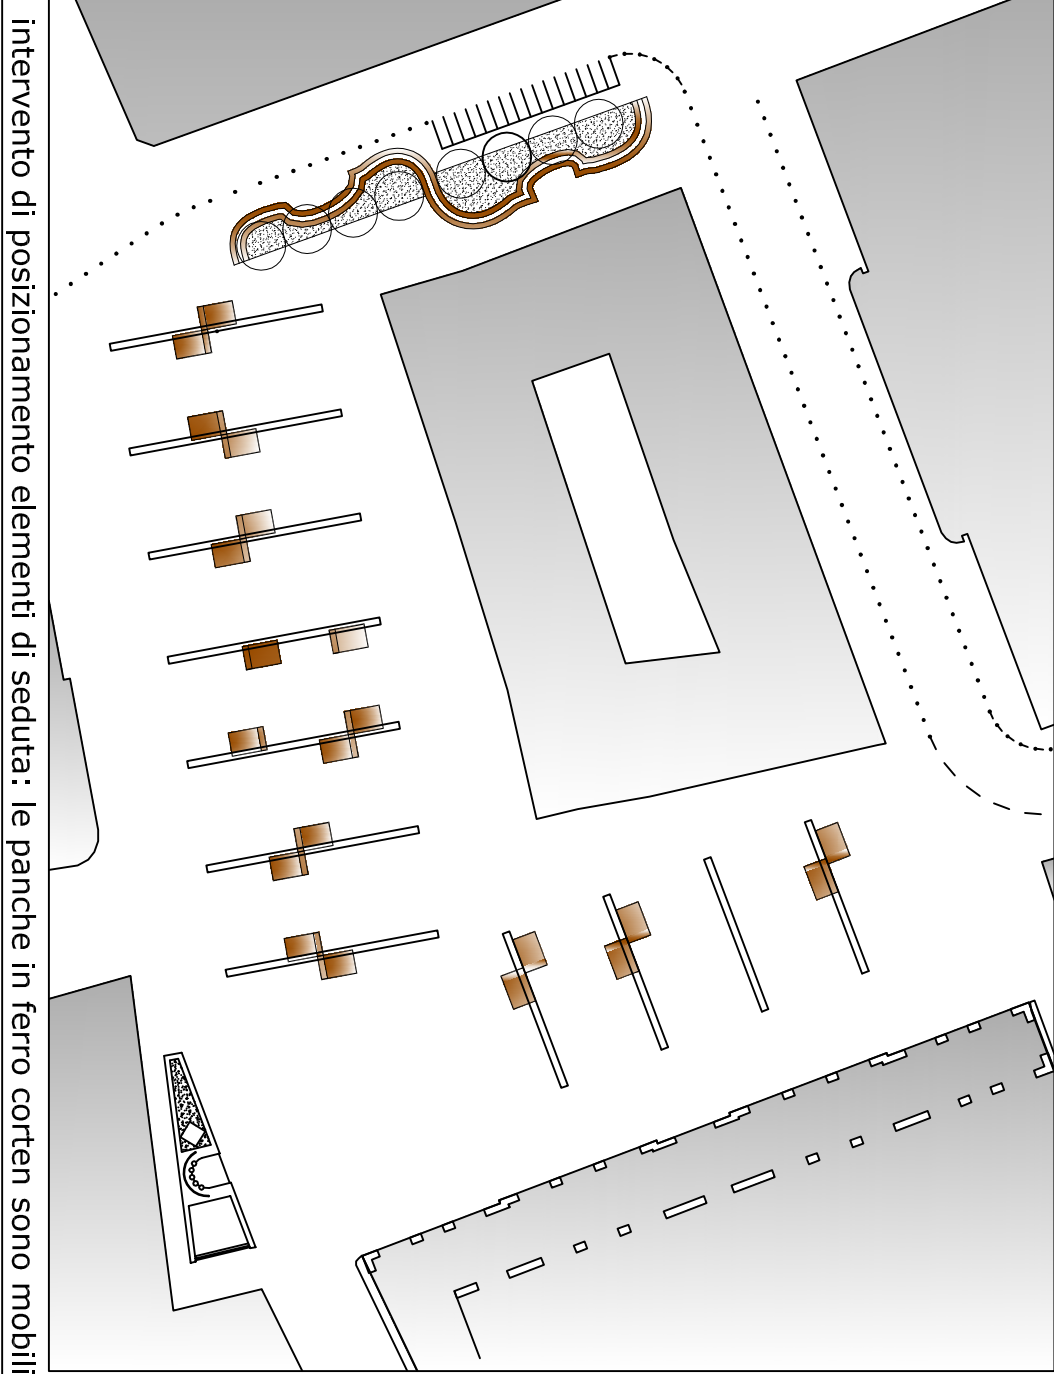 intervento di posizionamento elementi di seduta: le panche in ferro corten sono mobili